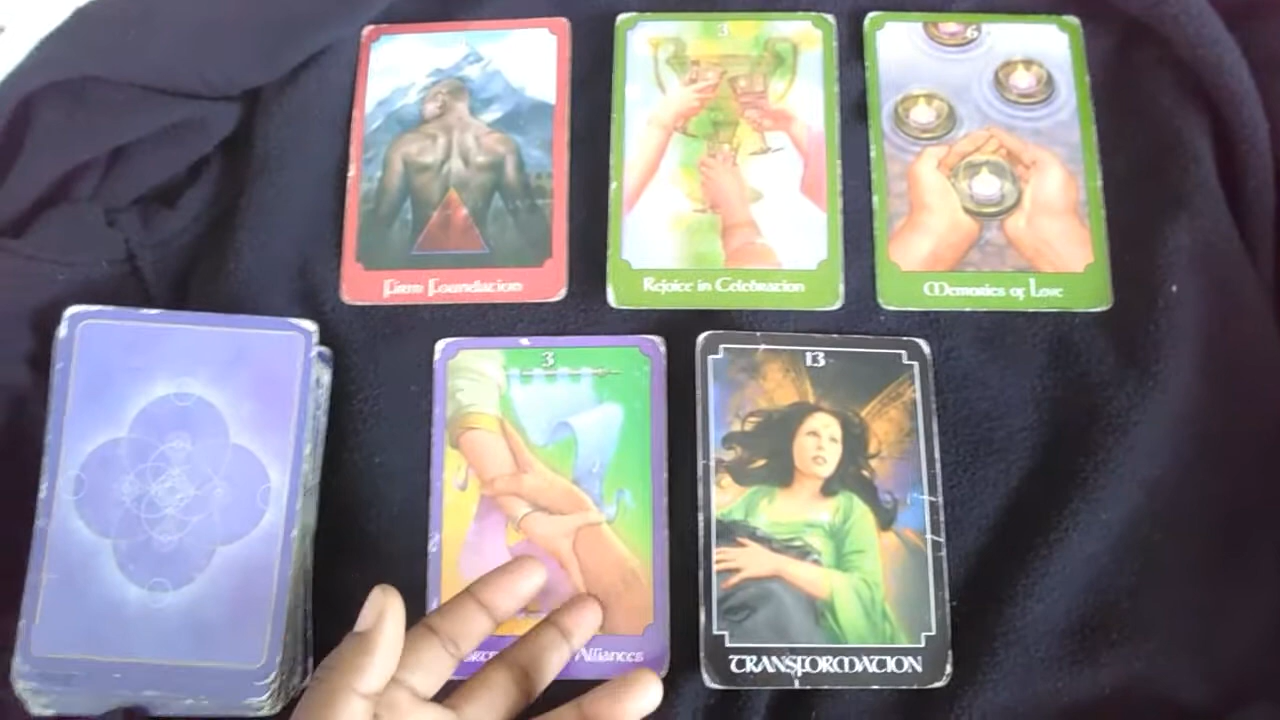 Firm Foundation
3
Rejoice in Celebration
6
Memories of Love
3
Alliances
13
TRANSFORMATION